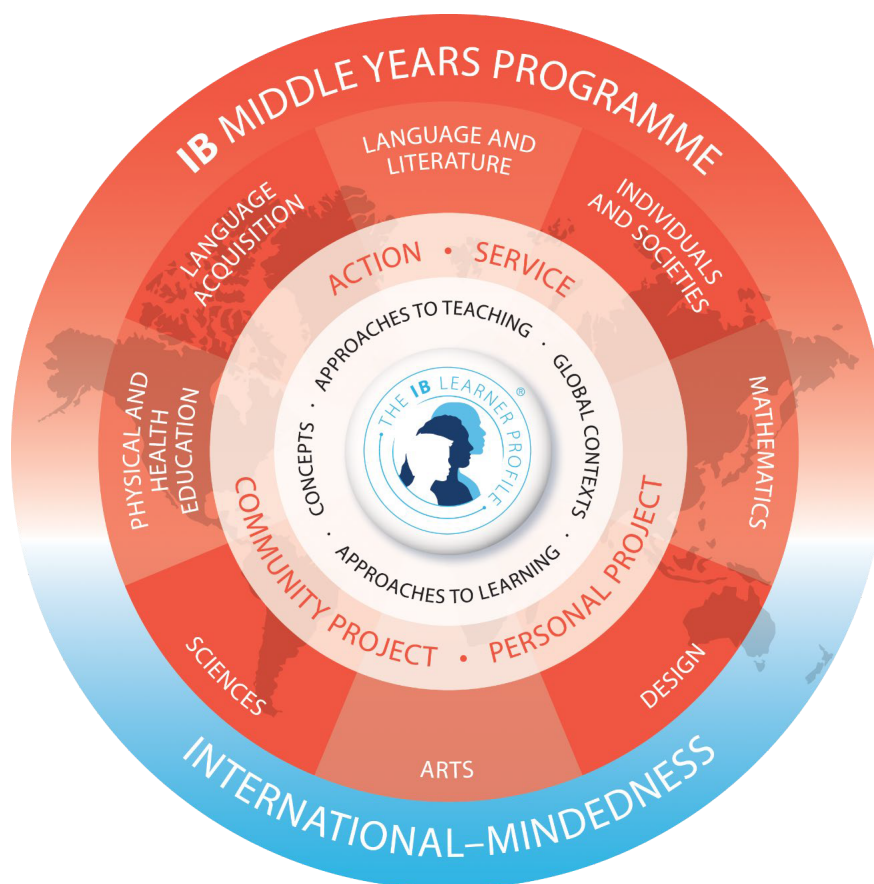 IB MIDDLE YEARS PROGRAMME
LANGUAGE AND
LITERATURE
INDIVIDUALS
AND SOCIETIES
MATHEMATICS
DESIGN
ARTS
SCIENCES
PHYSICAL AND
HEALTH
EDUCATION
LANGUAGE
ACQUISITION
ACTION • SERVICE
PERSONAL PROJECT
•
COMMUNITY PROJECT
APPROACHES TO TEACHING · GLOBAL CONTEXTS · APPROACHES TO LEARNING · CONCEPTS ·
• THE IB LEARNER PROFILE •
®
INTERNATIONAL–MINDEDNESS